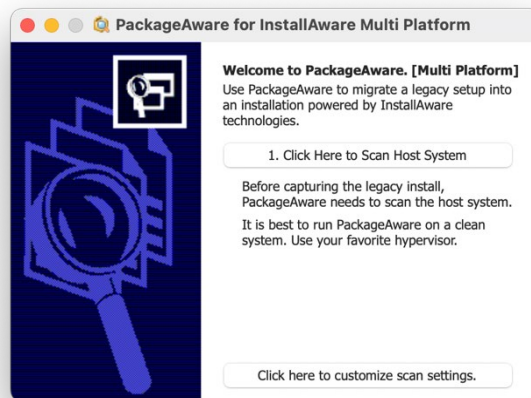 PackageAware for InstallAware Multi Platform
Welcome to PackageAware. [Multi Platform]
Use PackageAware to migrate a legacy setup into
an installation powered by InstallAware
technologies.
1. Click Here to Scan Host System
Before capturing the legacy install,
PackageAware needs to scan the host system.
It is best to run PackageAware on a clean
system. Use your favorite hypervisor.
Click here to customize scan settings.